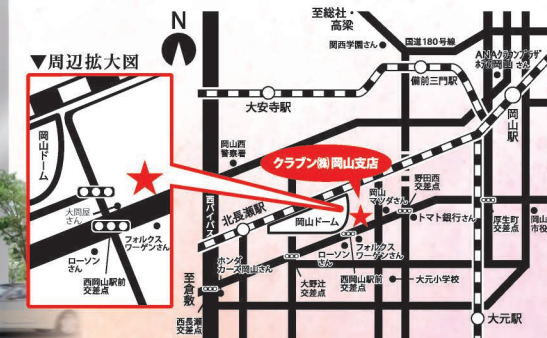 N
▼周辺拡大図
岡山ドーム
大問屋
さん
フォルクス
ワーゲンさん
ローソン
さん
西岡山駅前
交差点
至総社・
高梁
関西学園さん
国道180号線
ANAクラウンプラザ
ホテル岡山さん
備前三門駅
大安寺駅
岡山駅
岡山西
警察署
クラブン㈱岡山支店
野田西
交差点
岡山
マツダさん
西バイパス
北長瀬駅
岡山ドーム
トマト銀行さん
厚生町
交差点
岡山
市役
フォルクス
ワーゲンさん
ローソン
さん
ホンダ
カーズ岡山さん
西岡山駅前
交差点
至倉敷
大野辻
交差点
大元小学校
西長瀬
交差点
大元駅